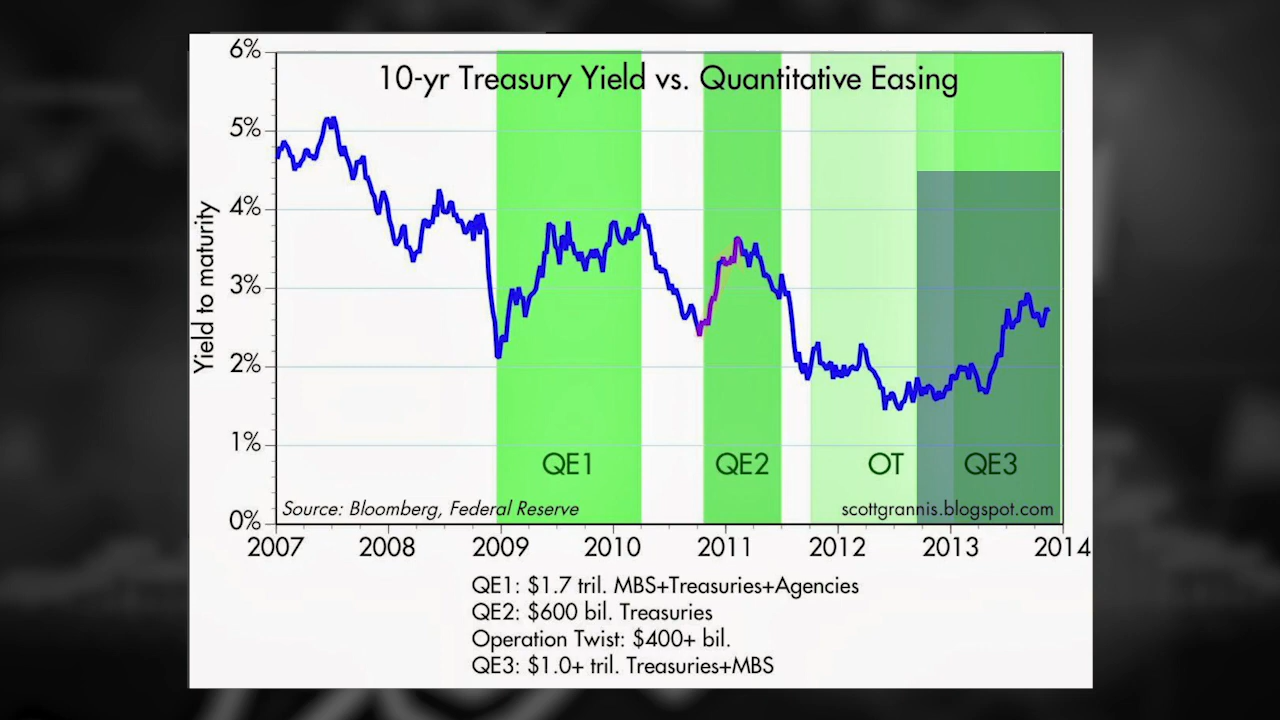 10-yr Treasury Yield vs. Quantitative Easing
Yield to maturity
6%
5%
4%
3%
2%
1%
0%
QE1
QE2
OT
QE3
Source: Bloomberg, Federal Reserve
scottgrannis.blogspot.com
2007
2008
2009
2010
2011
2012
2013
2014
QE1: $1.7 tril. MBS+Treasuries+Agencies
QE2: $600 bil. Treasuries
Operation Twist: $400+ bil.
QE3: $1.0+ tril. Treasuries+MBS